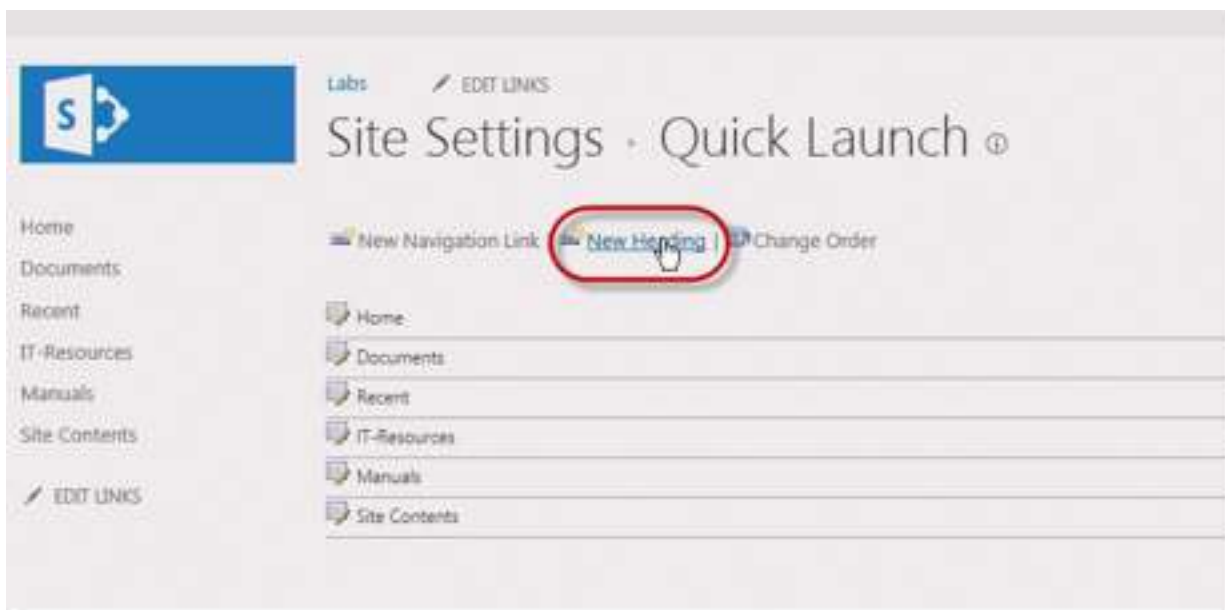 S
Labs EDIT LINKS
Site Settings · Quick Launch
New Navigation Link | New Heading | Change Order
Home
Documents
Recent
IT-Resources
Manuals
Site Contents
EDIT LINKS
Home
Documents
Recent
IT-Resources
Manuals
Site Contents